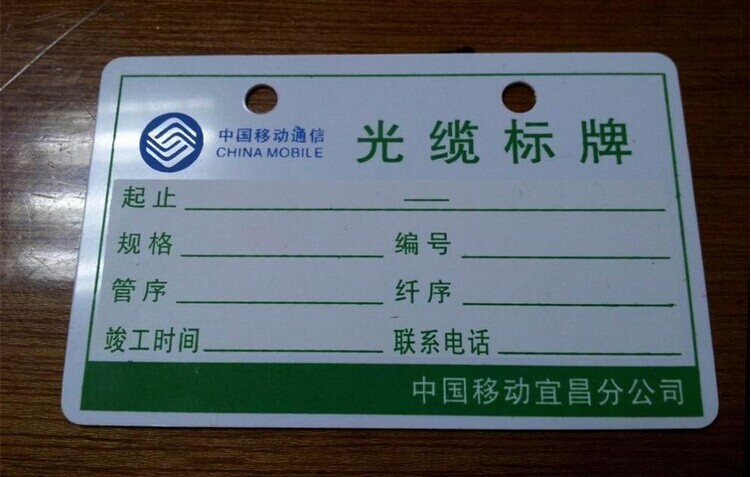 中国移动通信
CHINA MOBILE
光缆标牌
起止 —
规格 编号
管序 纤序
竣工时间 联系电话
中国移动宜昌分公司